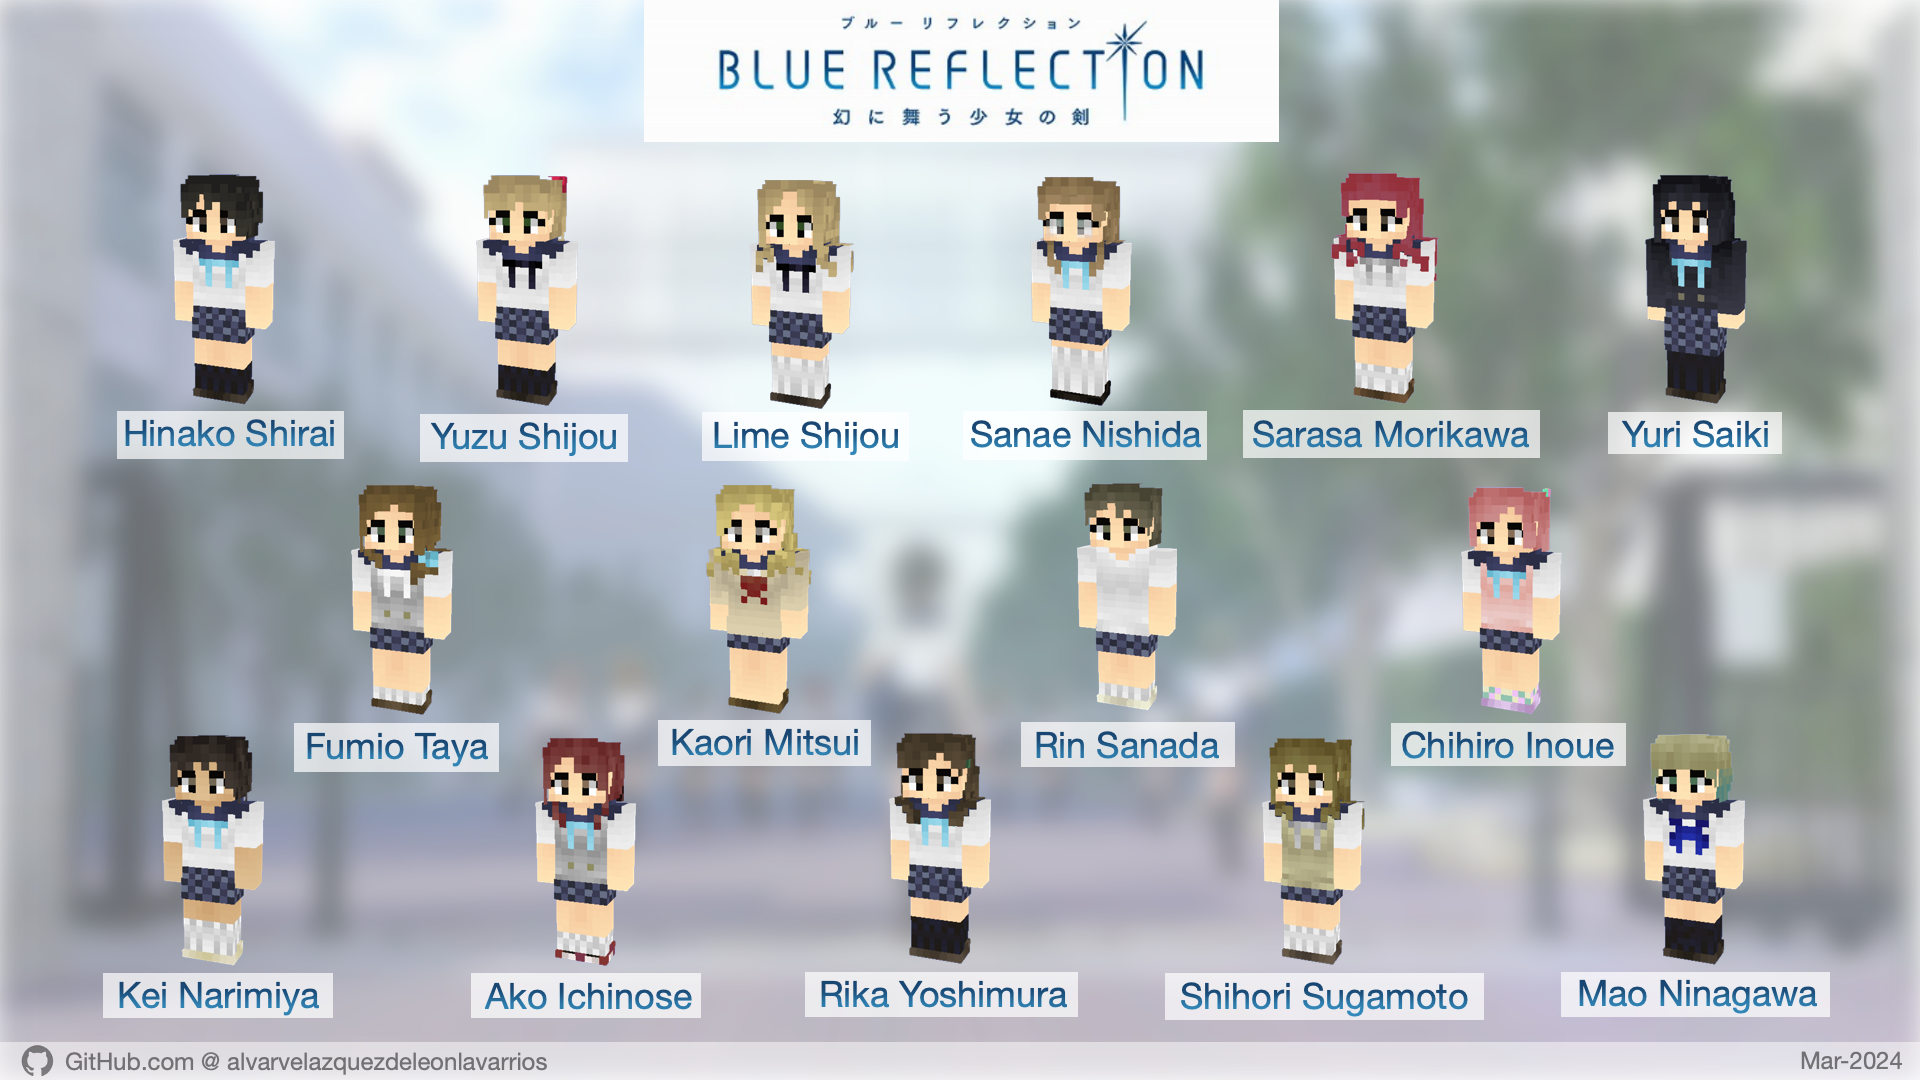 ブルー リフレクション
BLUE REFLECTION
幻に舞う少女の剣
Hinako Shirai
Yuzu Shijou
Lime Shijou
Sanae Nishida
Sarasa Morikawa
Yuri Saiki
Fumio Taya
Kaori Mitsui
Rin Sanada
Chihiro Inoue
Kei Narimiya
Ako Ichinose
Rika Yoshimura
Shihori Sugamoto
Mao Ninagawa
GitHub.com @ alvarvelazquezdeleonlavarrios
Mar-2024